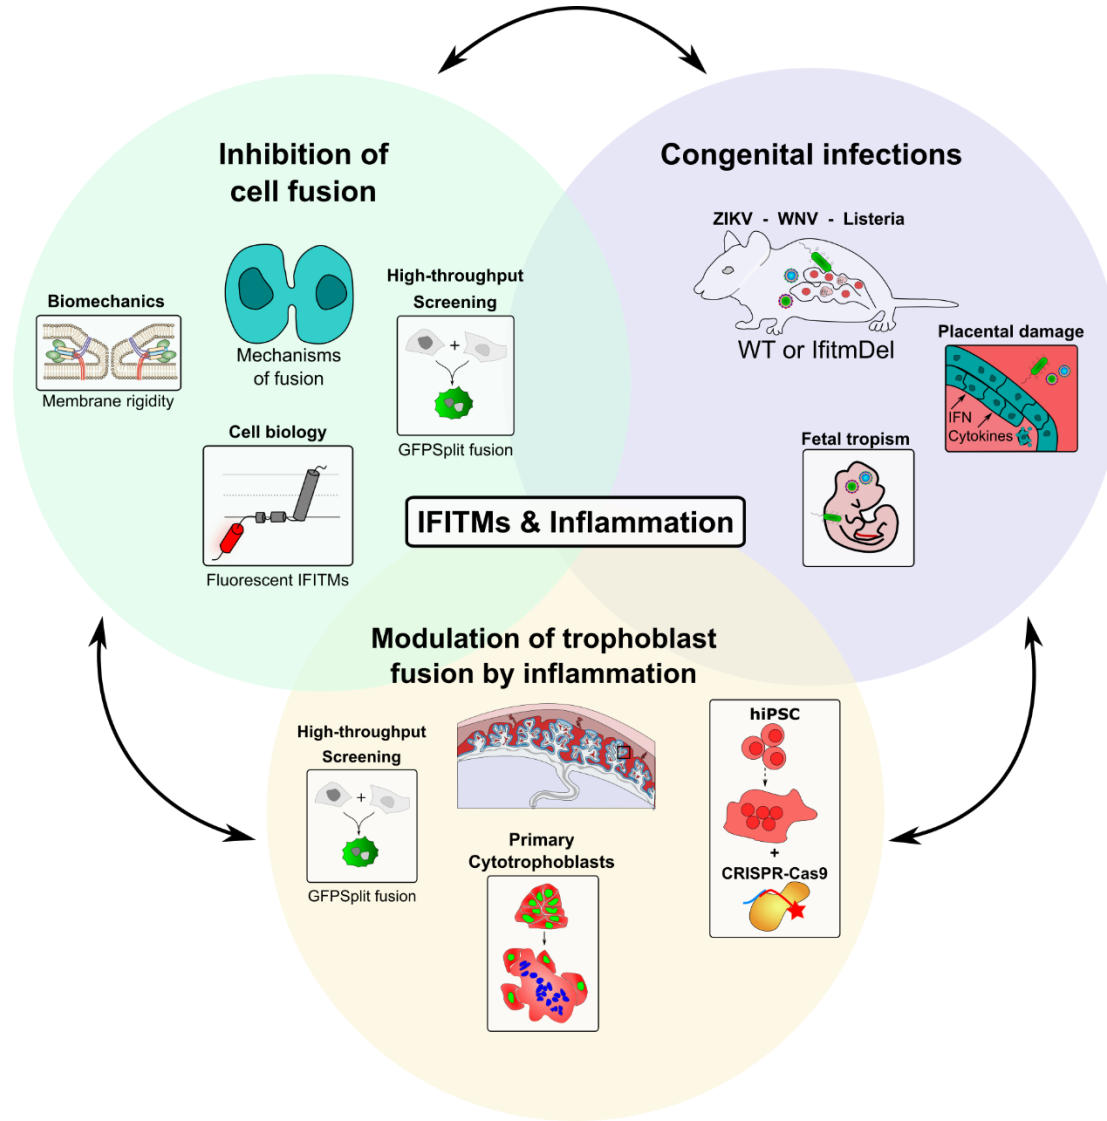 Inhibition of
cell fusion
Mechanisms
of fusion
Biomechanics
Membrane rigidity
High-throughput
Screening
+
GFPSplit fusion
Cell biology
Fluorescent IFITMs
Congenital infections
ZIKV - WNV - Listeria
WT or IfitmDel
Placental damage
IFN
Cytokines
Fetal tropism
IFITMs & Inflammation
Modulation of trophoblast
fusion by inflammation
High-throughput
Screening
+
GFPSplit fusion
Primary
Cytotrophoblasts
hiPSC
+
CRISPR-Cas9